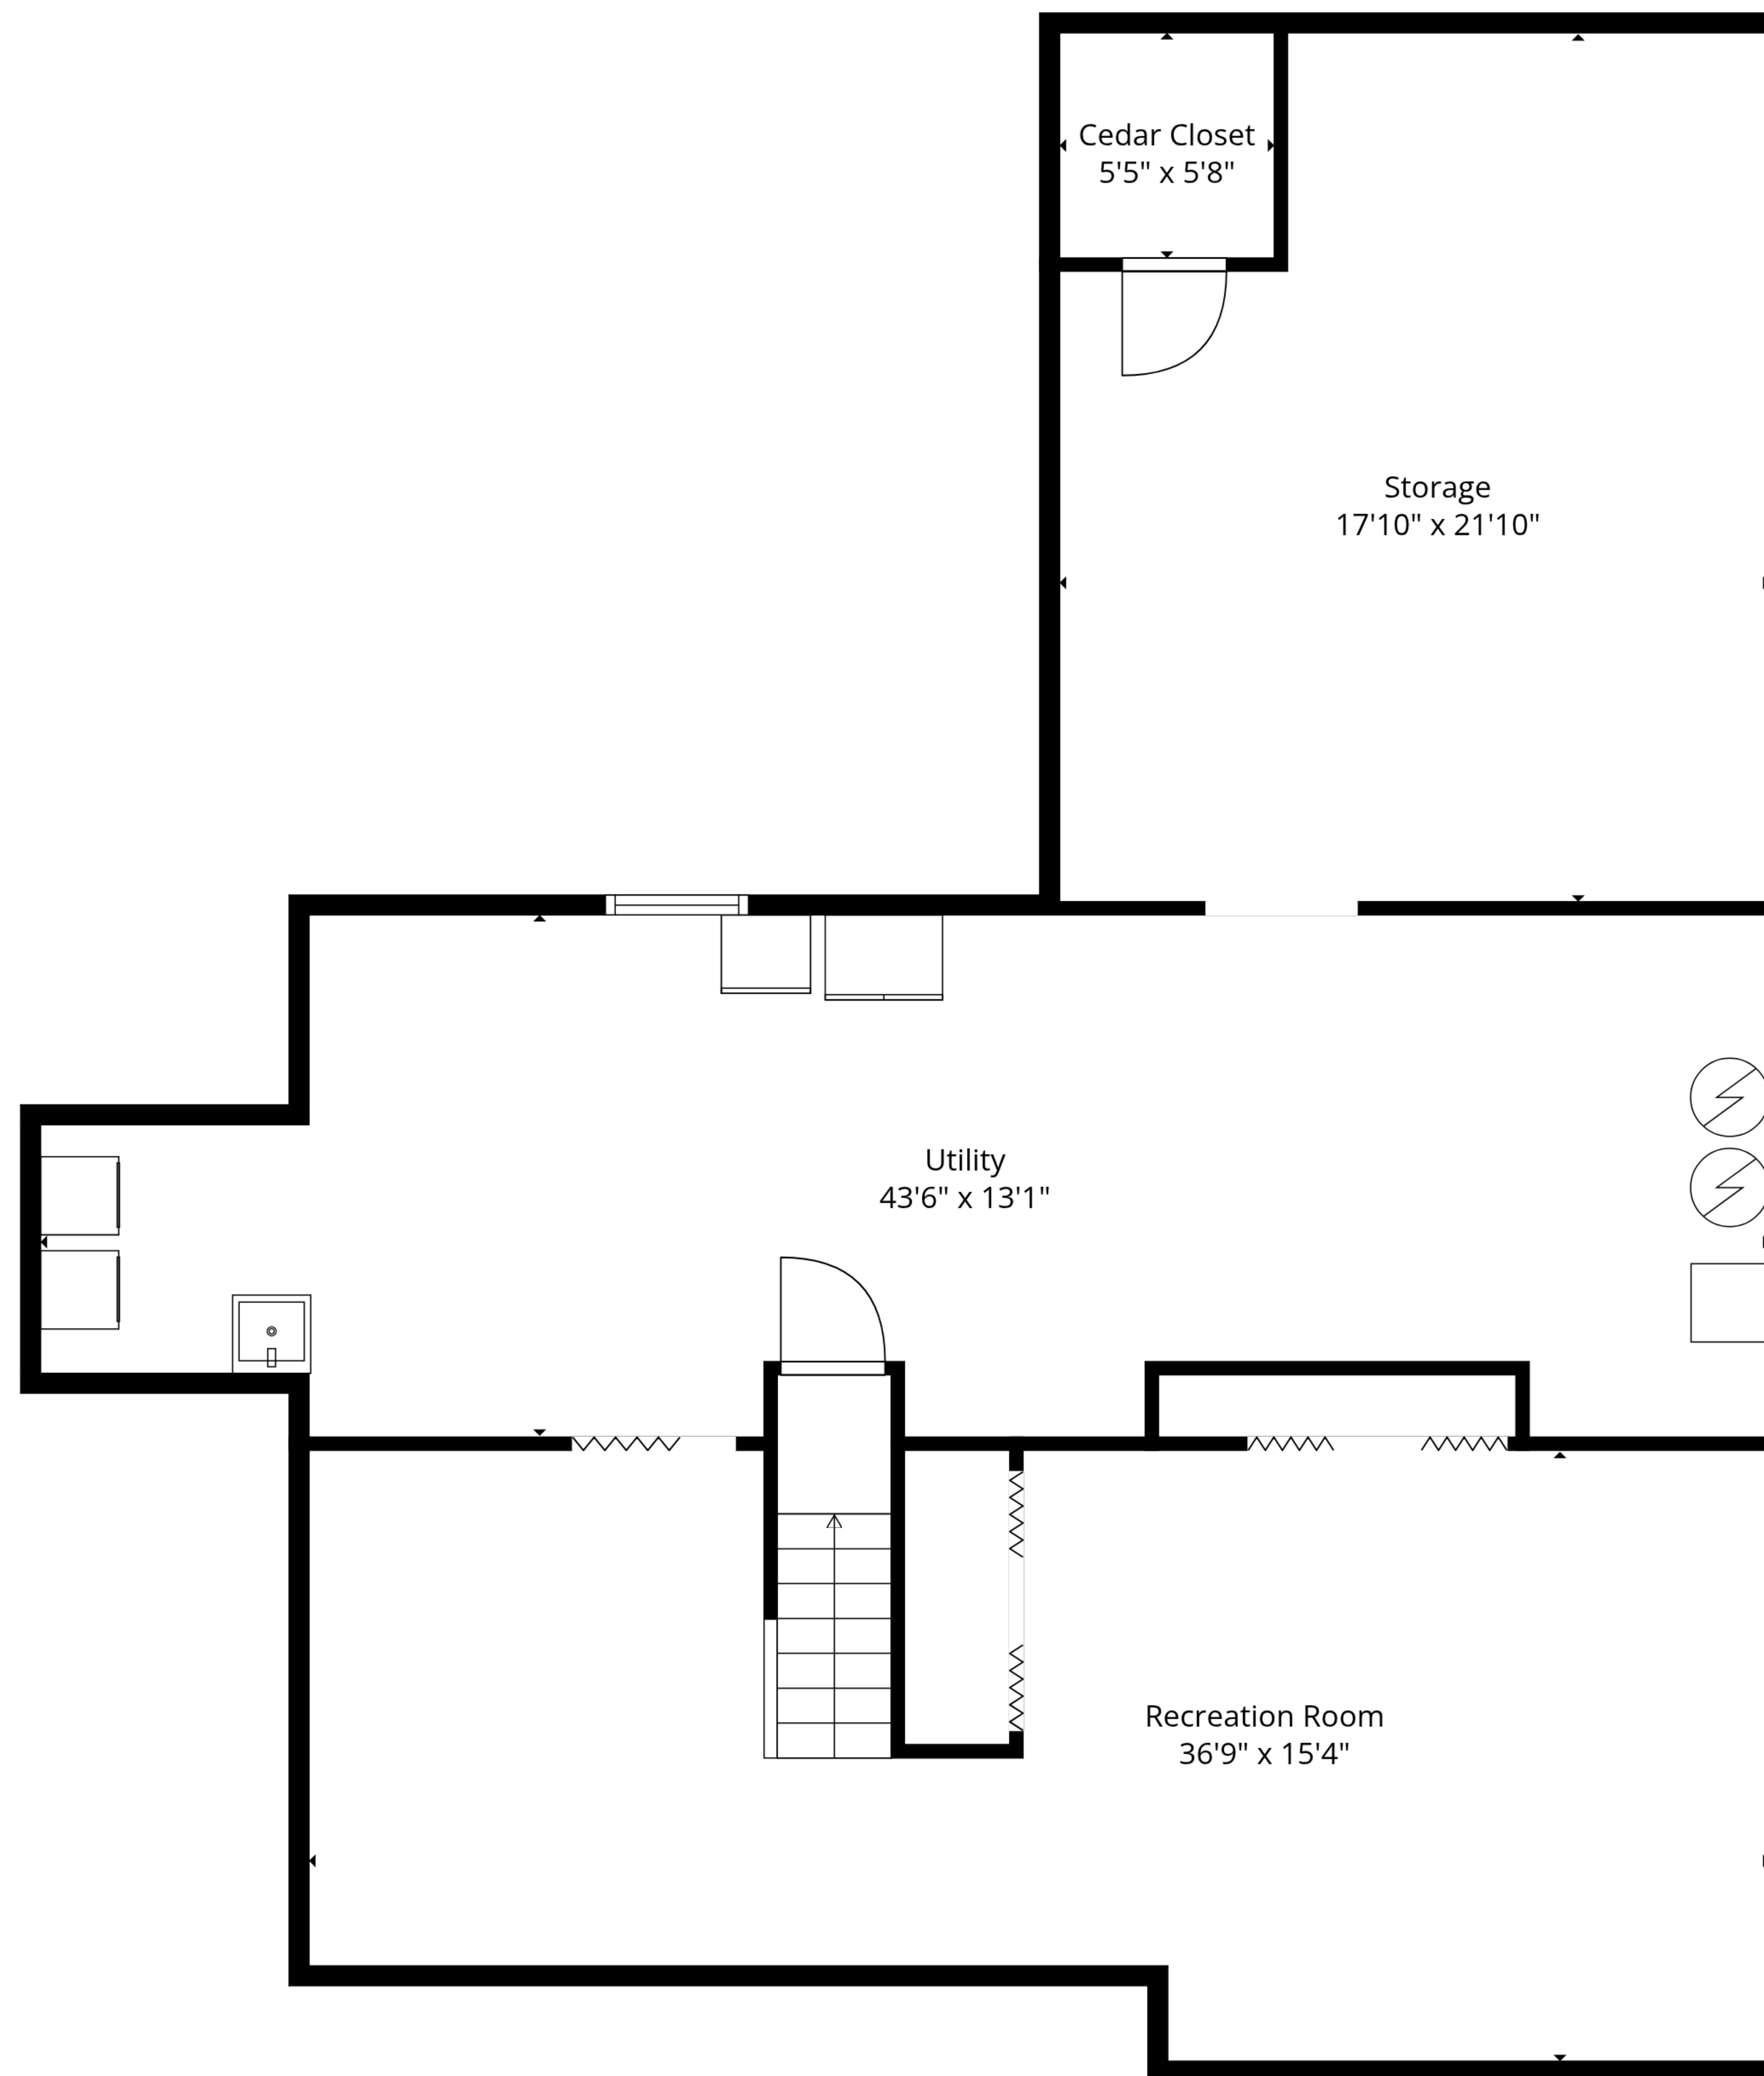 Cedar Closet
5'5" x 5'8"
Storage
17'10" x 21'10"
Utility
43'6" x 13'1"
Recreation Room
36'9" x 15'4"